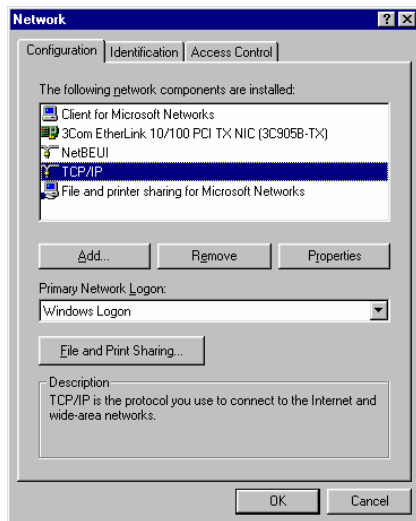 Network
Configuration Identification Access Control
The following network components are installed:
Client for Microsoft Networks
3Com EtherLink 10/100 PCI TX NIC (3C905B-TX)
NetBEUI
TCP/IP
File and printer sharing for Microsoft Networks
Add... Remove Properties
Primary Network Logon:
Windows Logon
File and Print Sharing...
Description
TCP/IP is the protocol you use to connect to the Internet and
wide-area networks.
OK Cancel